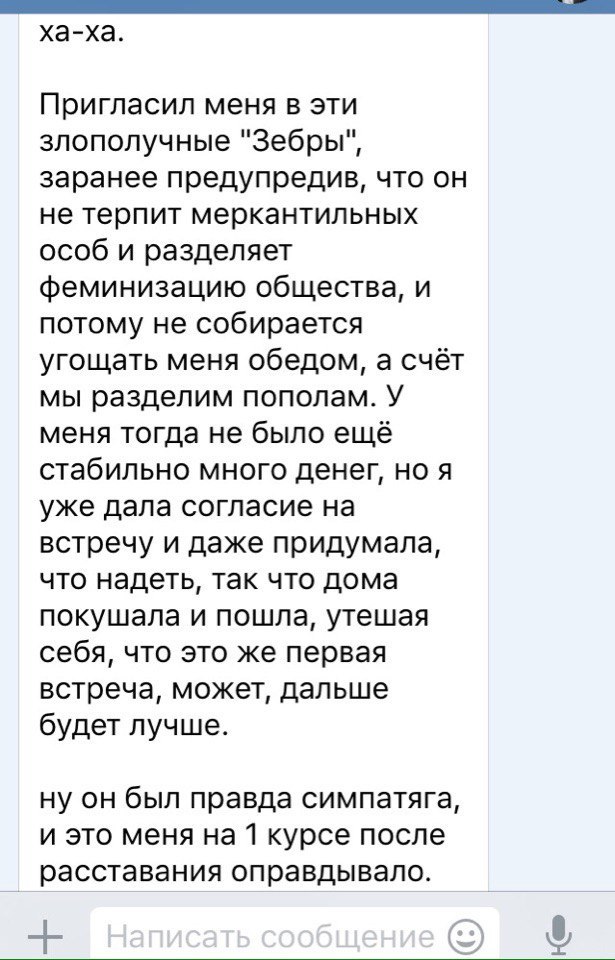 ха-ха.
Пригласил меня в эти
злополучные "Зебры",
заранее предупредив, что он
не терпит меркантильных
особ и разделяет
феминизацию общества, и
потому не собирается
угощать меня обедом, а счёт
мы разделим пополам. У
меня тогда не было ещё
стабильно много денег, но я
уже дала согласие на
встречу и даже придумала,
что надеть, так что дома
покушала и пошла, утешая
себя, что это же первая
встреча, может, дальше
будет лучше.
ну он был правда симпатяга,
и это меня на 1 курсе после
расставания оправдывало.
Написать сообщение